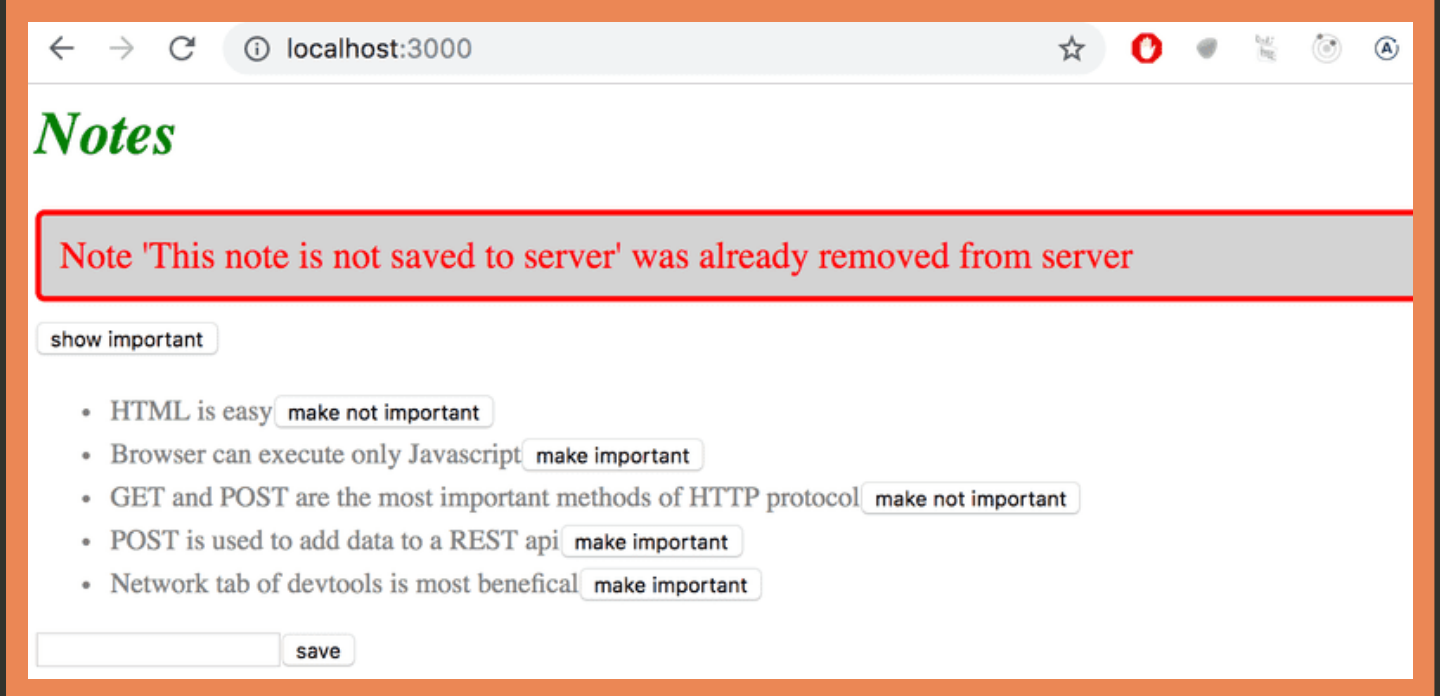 localhost:3000
Notes
Note 'This note is not saved to server' was already removed from server
show important
• HTML is easy make not important
• Browser can execute only Javascript make important
• GET and POST are the most important methods of HTTP protocol make not important
• POST is used to add data to a REST api make important
• Network tab of devtools is most benefical make important
save